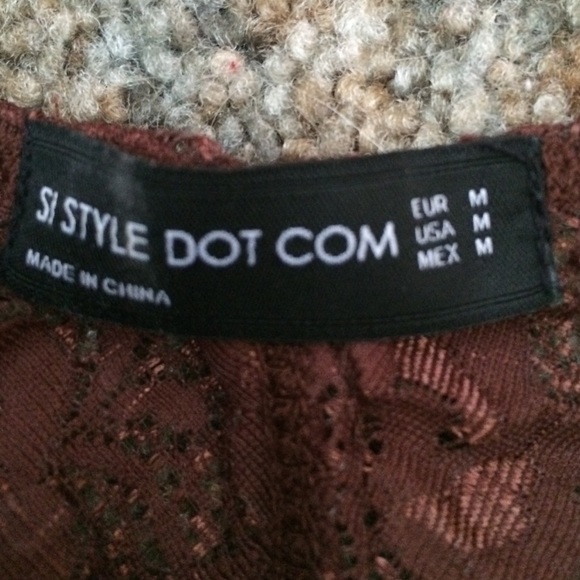 SI STYLE DOT COM
MADE IN CHINA
EUR M
USA M
MEX M